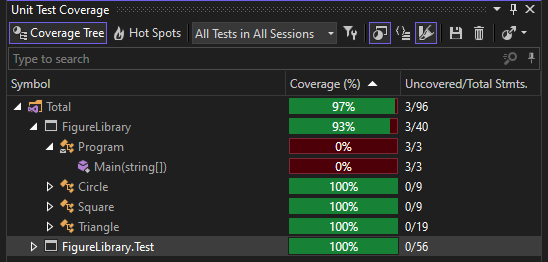 Unit Test Coverage
Coverage Tree Hot Spots All Tests in All Sessions
Type to search
Symbol Coverage (%) Uncovered/Total Stmts.
Total 97% 3/96
FigureLibrary 93% 3/40
Program 0% 3/3
Main(string[]) 0% 3/3
Circle 100% 0/9
Square 100% 0/9
Triangle 100% 0/19
FigureLibrary.Test 100% 0/56